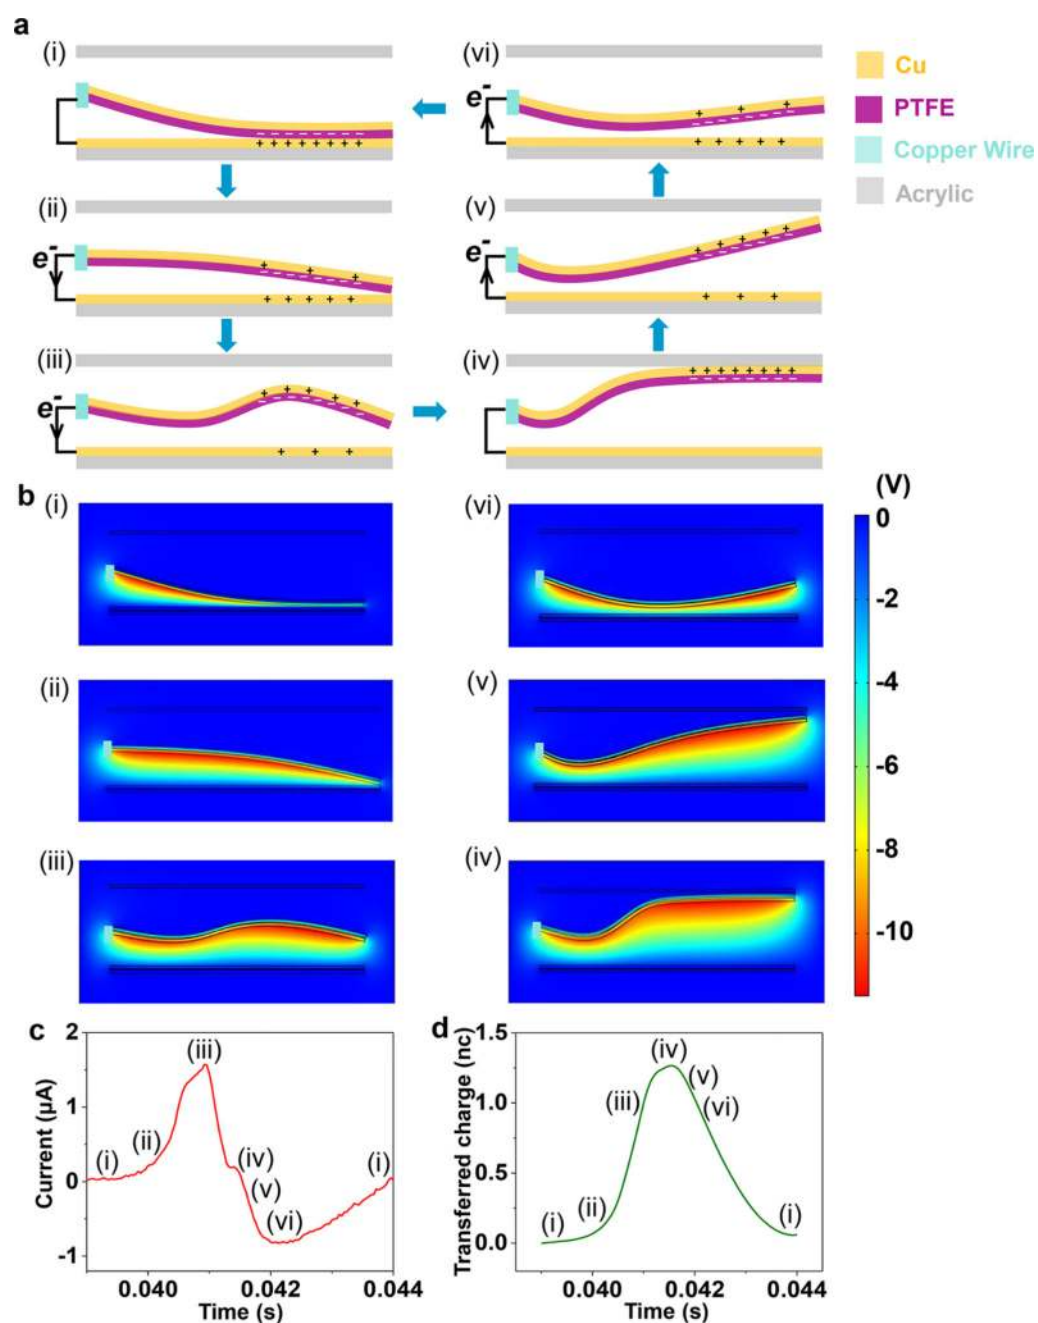 a
(i)
(vi)
Cu
e-
PTFE
Copper Wire
(ii)
(v)
Acrylic
e-
e-
(iii)
(iv)
e-
b
(i)
(vi)
(V)
0
-2
(ii)
(v)
-4
-6
(iii)
(iv)
-8
-10
c
2
1
0
-1
Current (μA)
(i)
(ii)
(iii)
(iv)
(v)
(vi)
(i)
0.040
0.042
0.044
Time (s)
d
1.5
1.0
0.5
0.0
Transferred charge (nc)
(i)
(ii)
(iii)
(iv)
(v)
(vi)
(i)
0.040
0.042
0.044
Time (s)